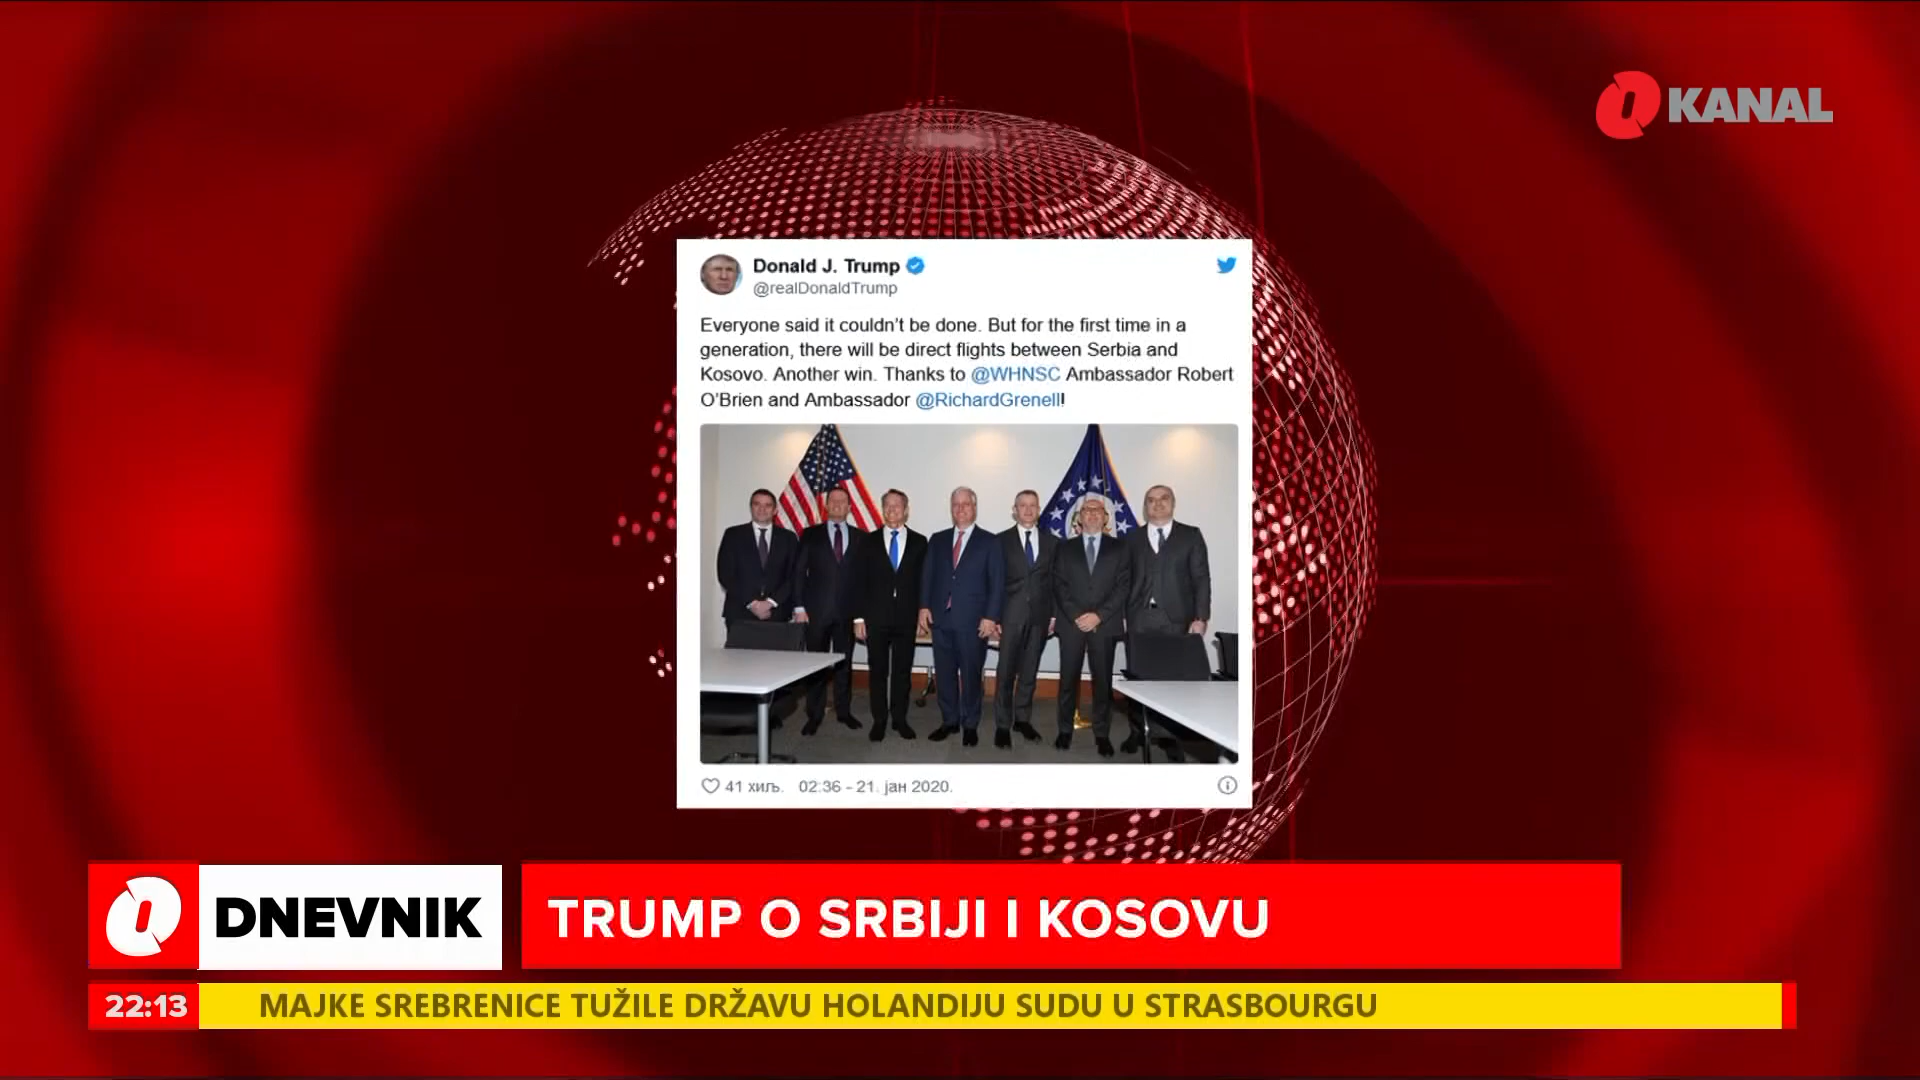 O KANAL
Donald J. Trump
@realDonaldTrump
Everyone said it couldn't be done. But for the first time in a
generation, there will be direct flights between Serbia and
Kosovo. Another win. Thanks to @WHNSC Ambassador Robert
O'Brien and Ambassador @RichardGrenell!
41 хиљ. 02:36 - 21. јан 2020.
O DNEVNIK
TRUMP O SRBIJI I KOSOVU
22:13
MAJKE SREBRENICE TUŽILE DRŽAVU HOLANDIJU SUDU U STRASBOURGU